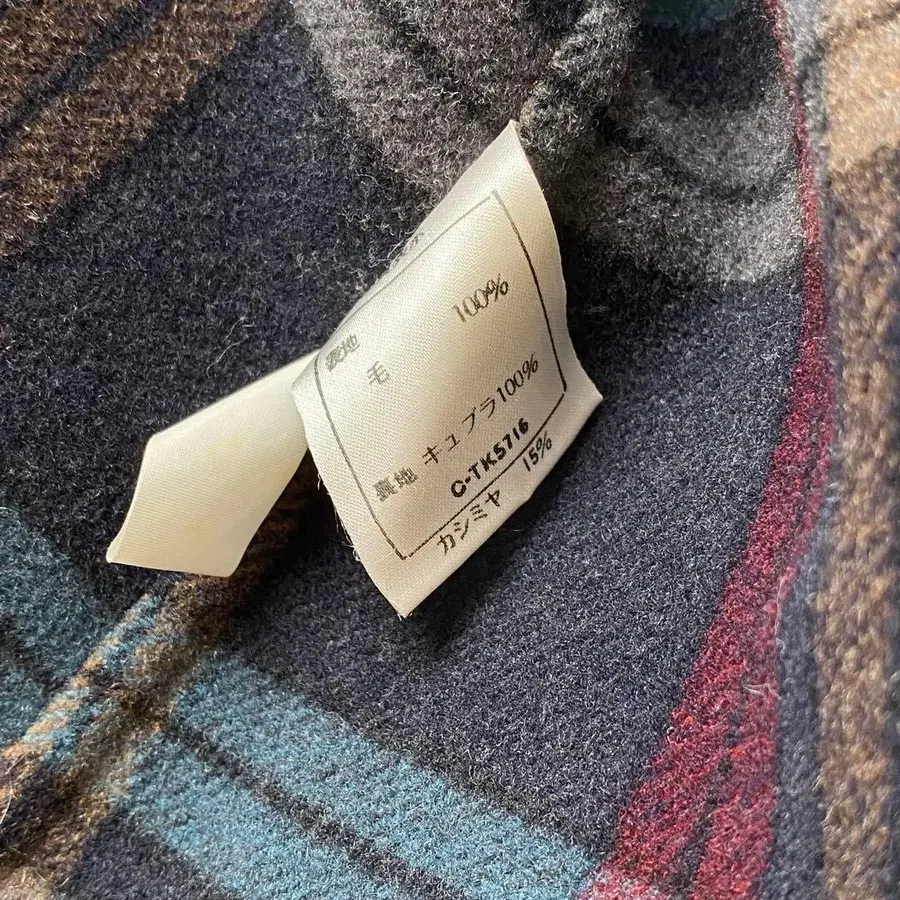 表地
毛 100%
裏地 キュプラ100%
C-TK5716
カシミヤ 15%